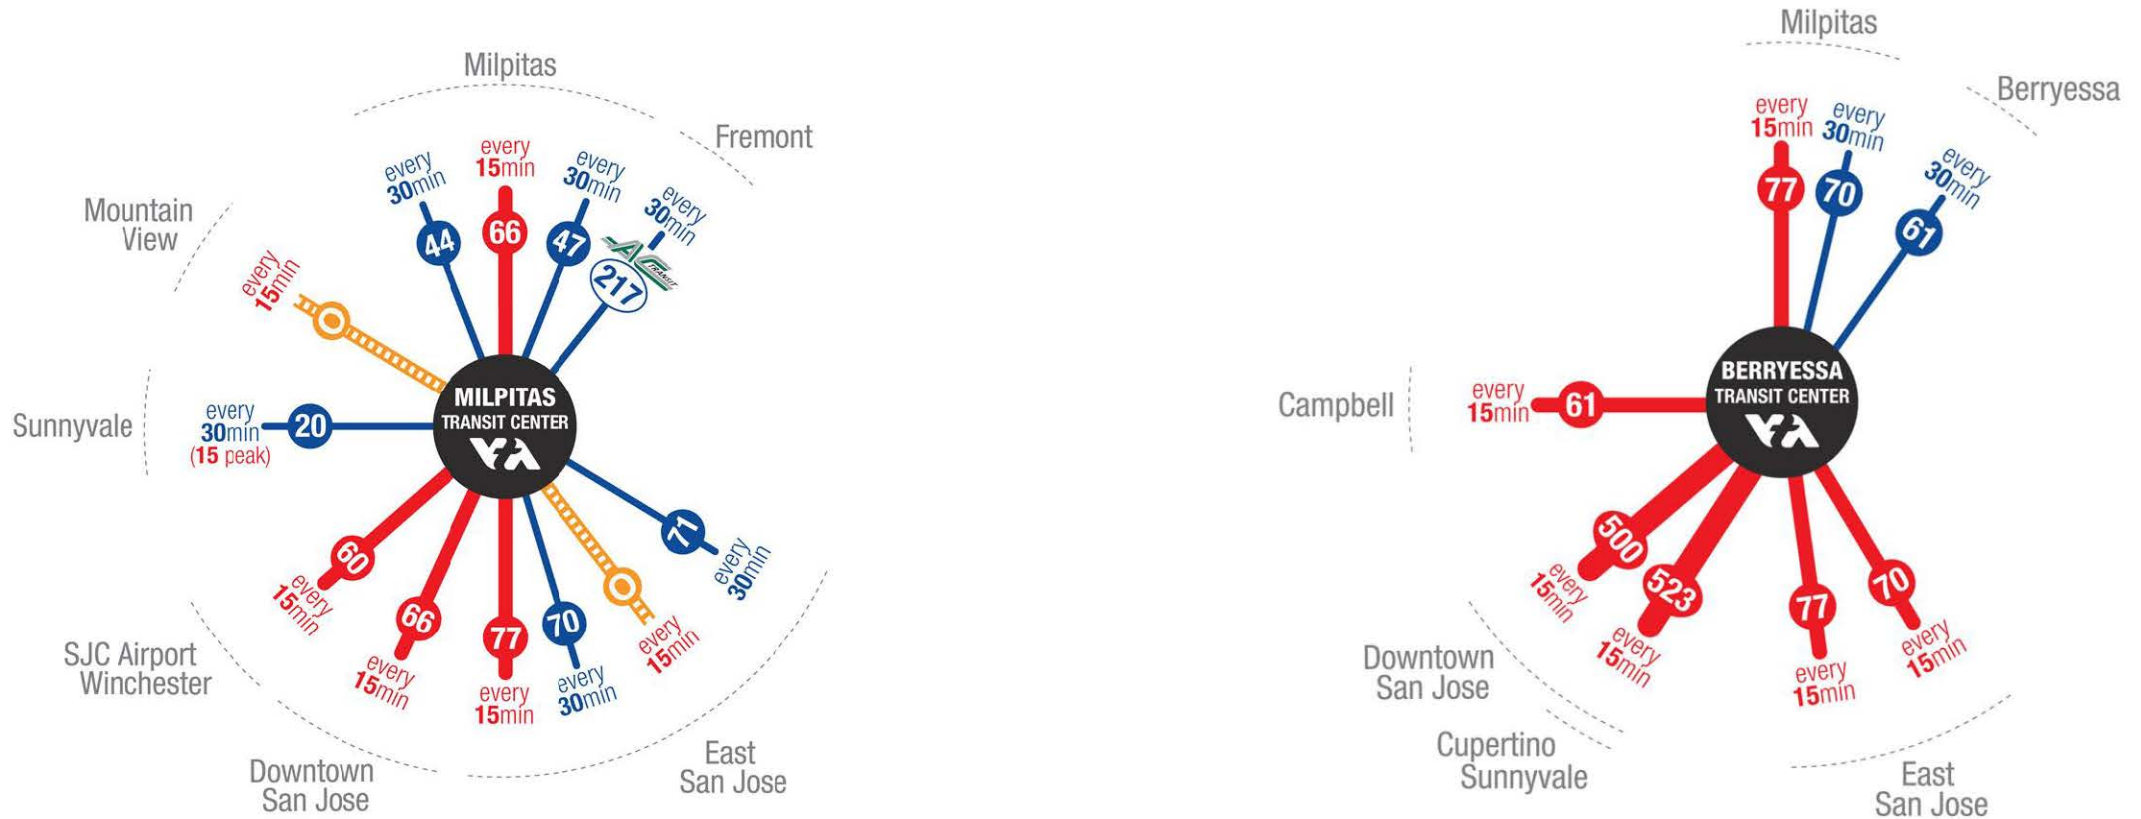 Milpitas
Fremont
Mountain
View
Sunnyvale
SJC Airport
Winchester
Downtown
San Jose
East
San Jose
every
30min
44
every
15min
66
every
30min
47
every
30min
AC
TRANSIT
217
every
15min
every
30min
(15 peak)
20
60
every
15min
66
every
15min
77
every
15min
70
every
30min
every
15min
71
every
30min
MILPITAS
TRANSIT CENTER
VTA
Milpitas
Berryessa
every
15min
77
every
30min
70
every
30min
61
Campbell
every
15min
61
BERRYESSA
TRANSIT CENTER
VTA
500
every
15min
523
every
15min
77
every
15min
70
every
15min
Downtown
San Jose
Cupertino
Sunnyvale
East
San Jose